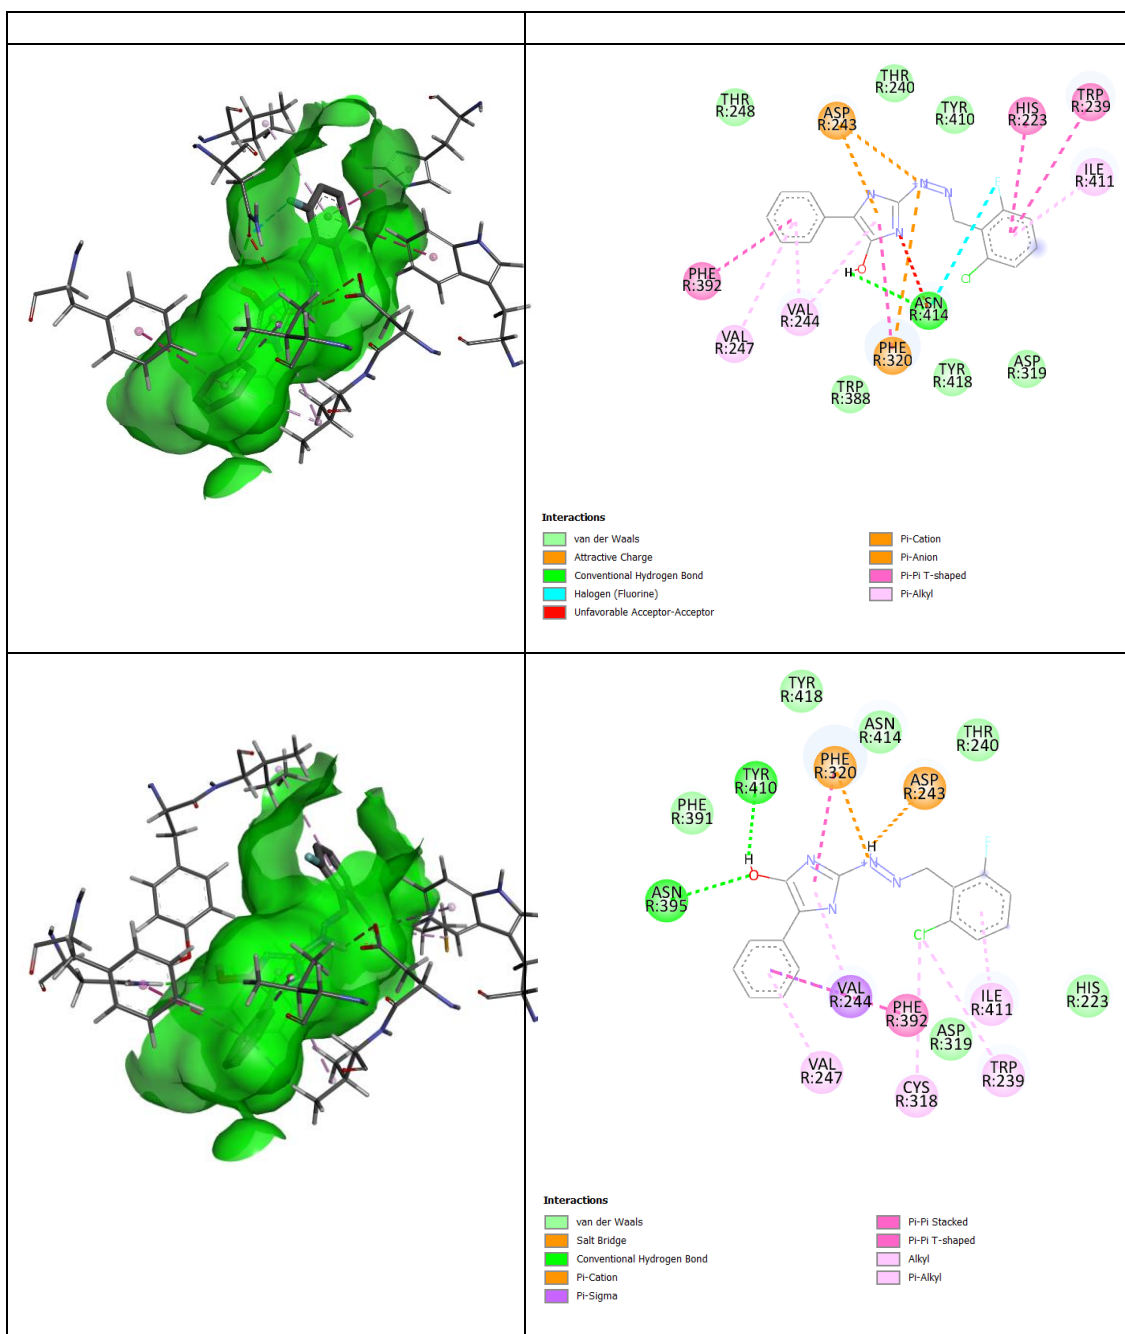 THR
R:240
THR
R:248
ASP
R:243
TYR
R:410
HIS
R:223
TRP
R:239
ILE
R:411
N
+N
N
F
N
O
H
Cl
PHE
R:392
VAL
R:244
VAL
R:247
ASN
R:414
PHE
R:320
TRP
R:388
TYR
R:418
ASP
R:319
Interactions
van der Waals
Attractive Charge
Conventional Hydrogen Bond
Halogen (Fluorine)
Unfavorable Acceptor-Acceptor
Pi-Cation
Pi-Anion
Pi-Pi T-shaped
Pi-Alkyl
TYR
R:418
ASN
R:414
THR
R:240
PHE
R:320
TYR
R:410
ASP
R:243
PHE
R:391
H
F
H
O
N
+N
N
N
Cl
ASN
R:395
VAL
R:244
PHE
R:392
ASP
R:319
ILE
R:411
HIS
R:223
VAL
R:247
CYS
R:318
TRP
R:239
Interactions
van der Waals
Salt Bridge
Conventional Hydrogen Bond
Pi-Cation
Pi-Sigma
Pi-Pi Stacked
Pi-Pi T-shaped
Alkyl
Pi-Alkyl